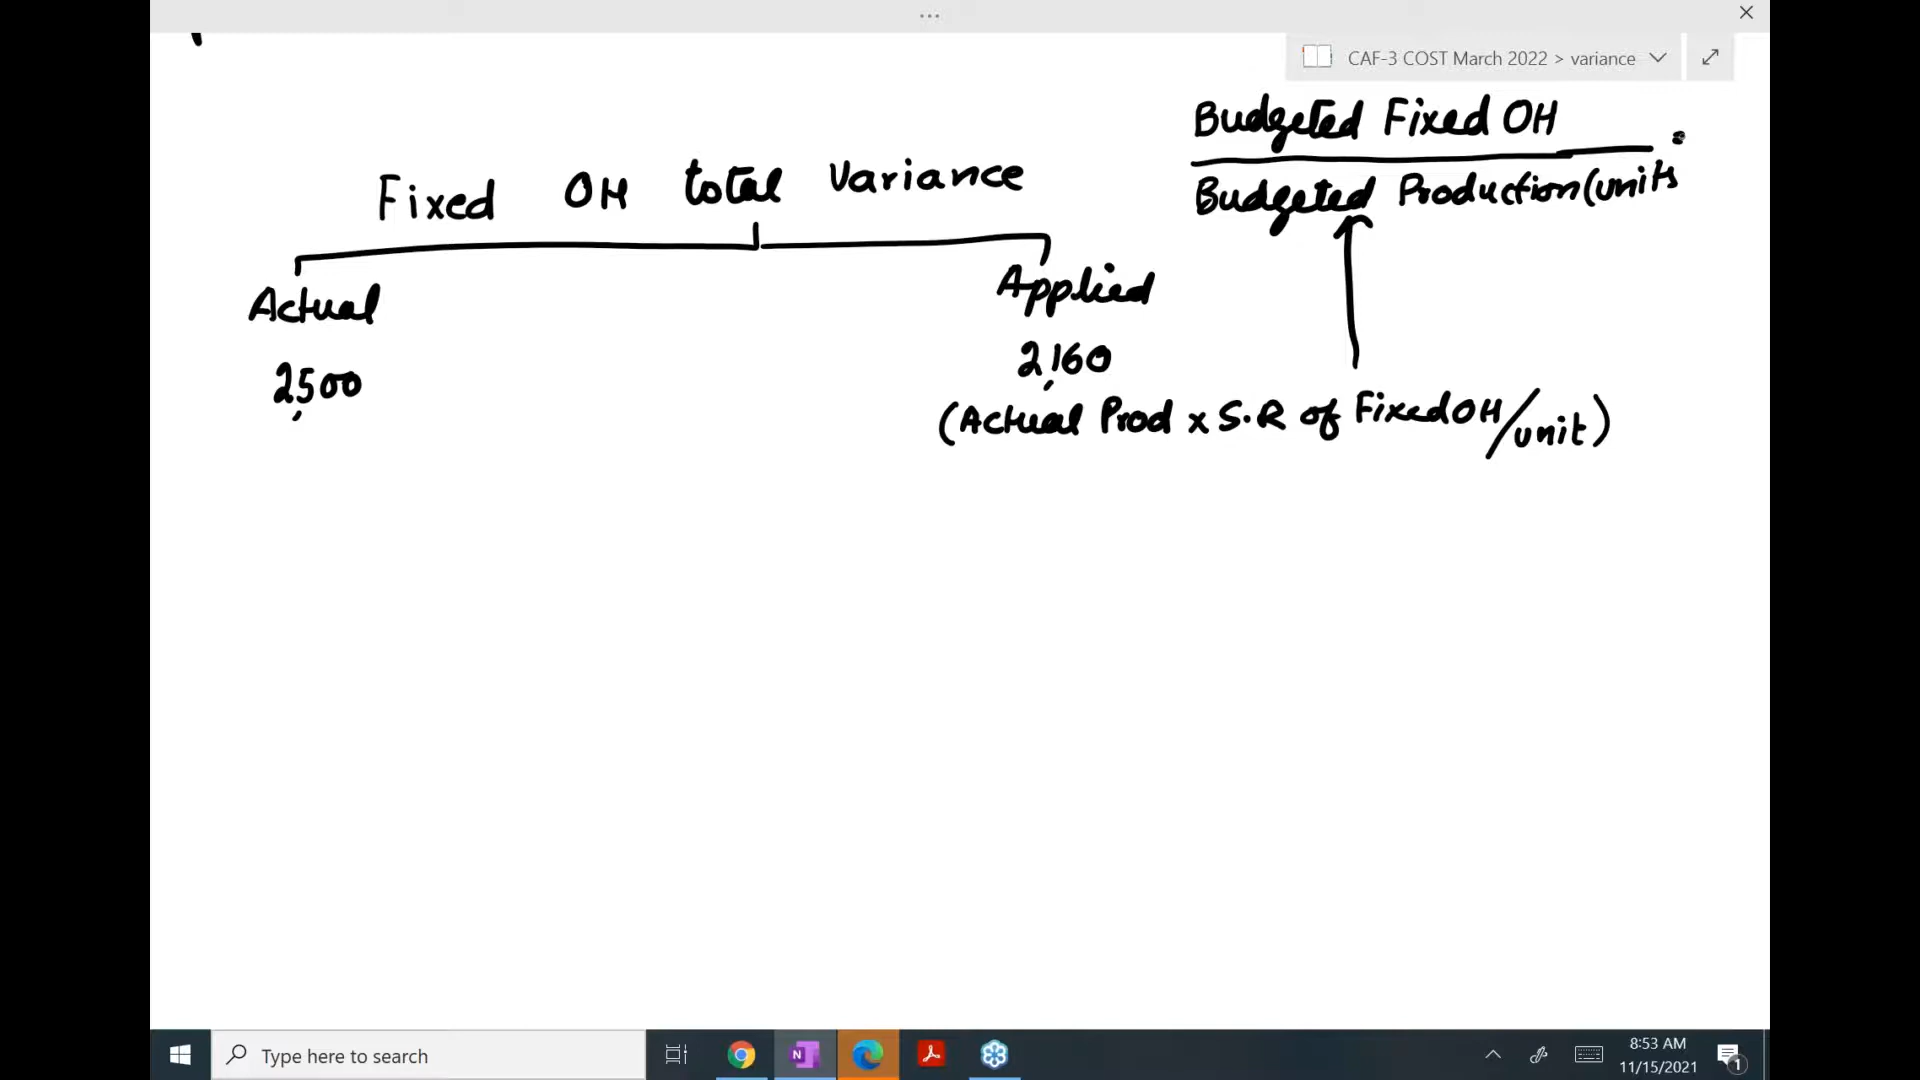 CAF-3 COST March 2022 > variance
Budgeted Fixed OH
Budgeted Production (units
Fixed OH total Variance
Actual
Applied
2,500
2,160
(Actual Prod x S.R of Fixed OH/unit)
Type here to search
8:53 AM
11/15/2021
1